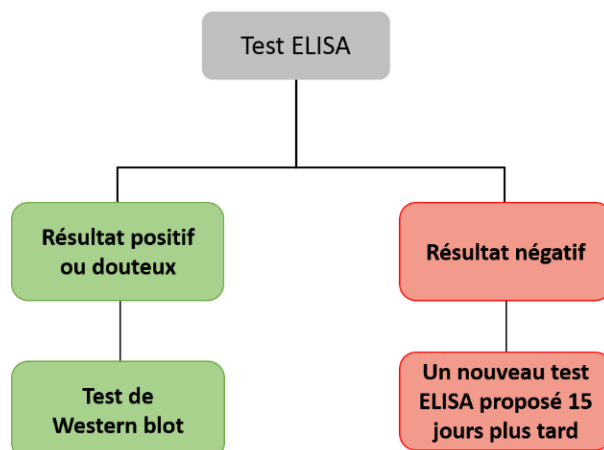 Test ELISA
Résultat positif
ou douteux
Résultat négatif
Test de
Western blot
Un nouveau test
ELISA proposé 15
jours plus tard